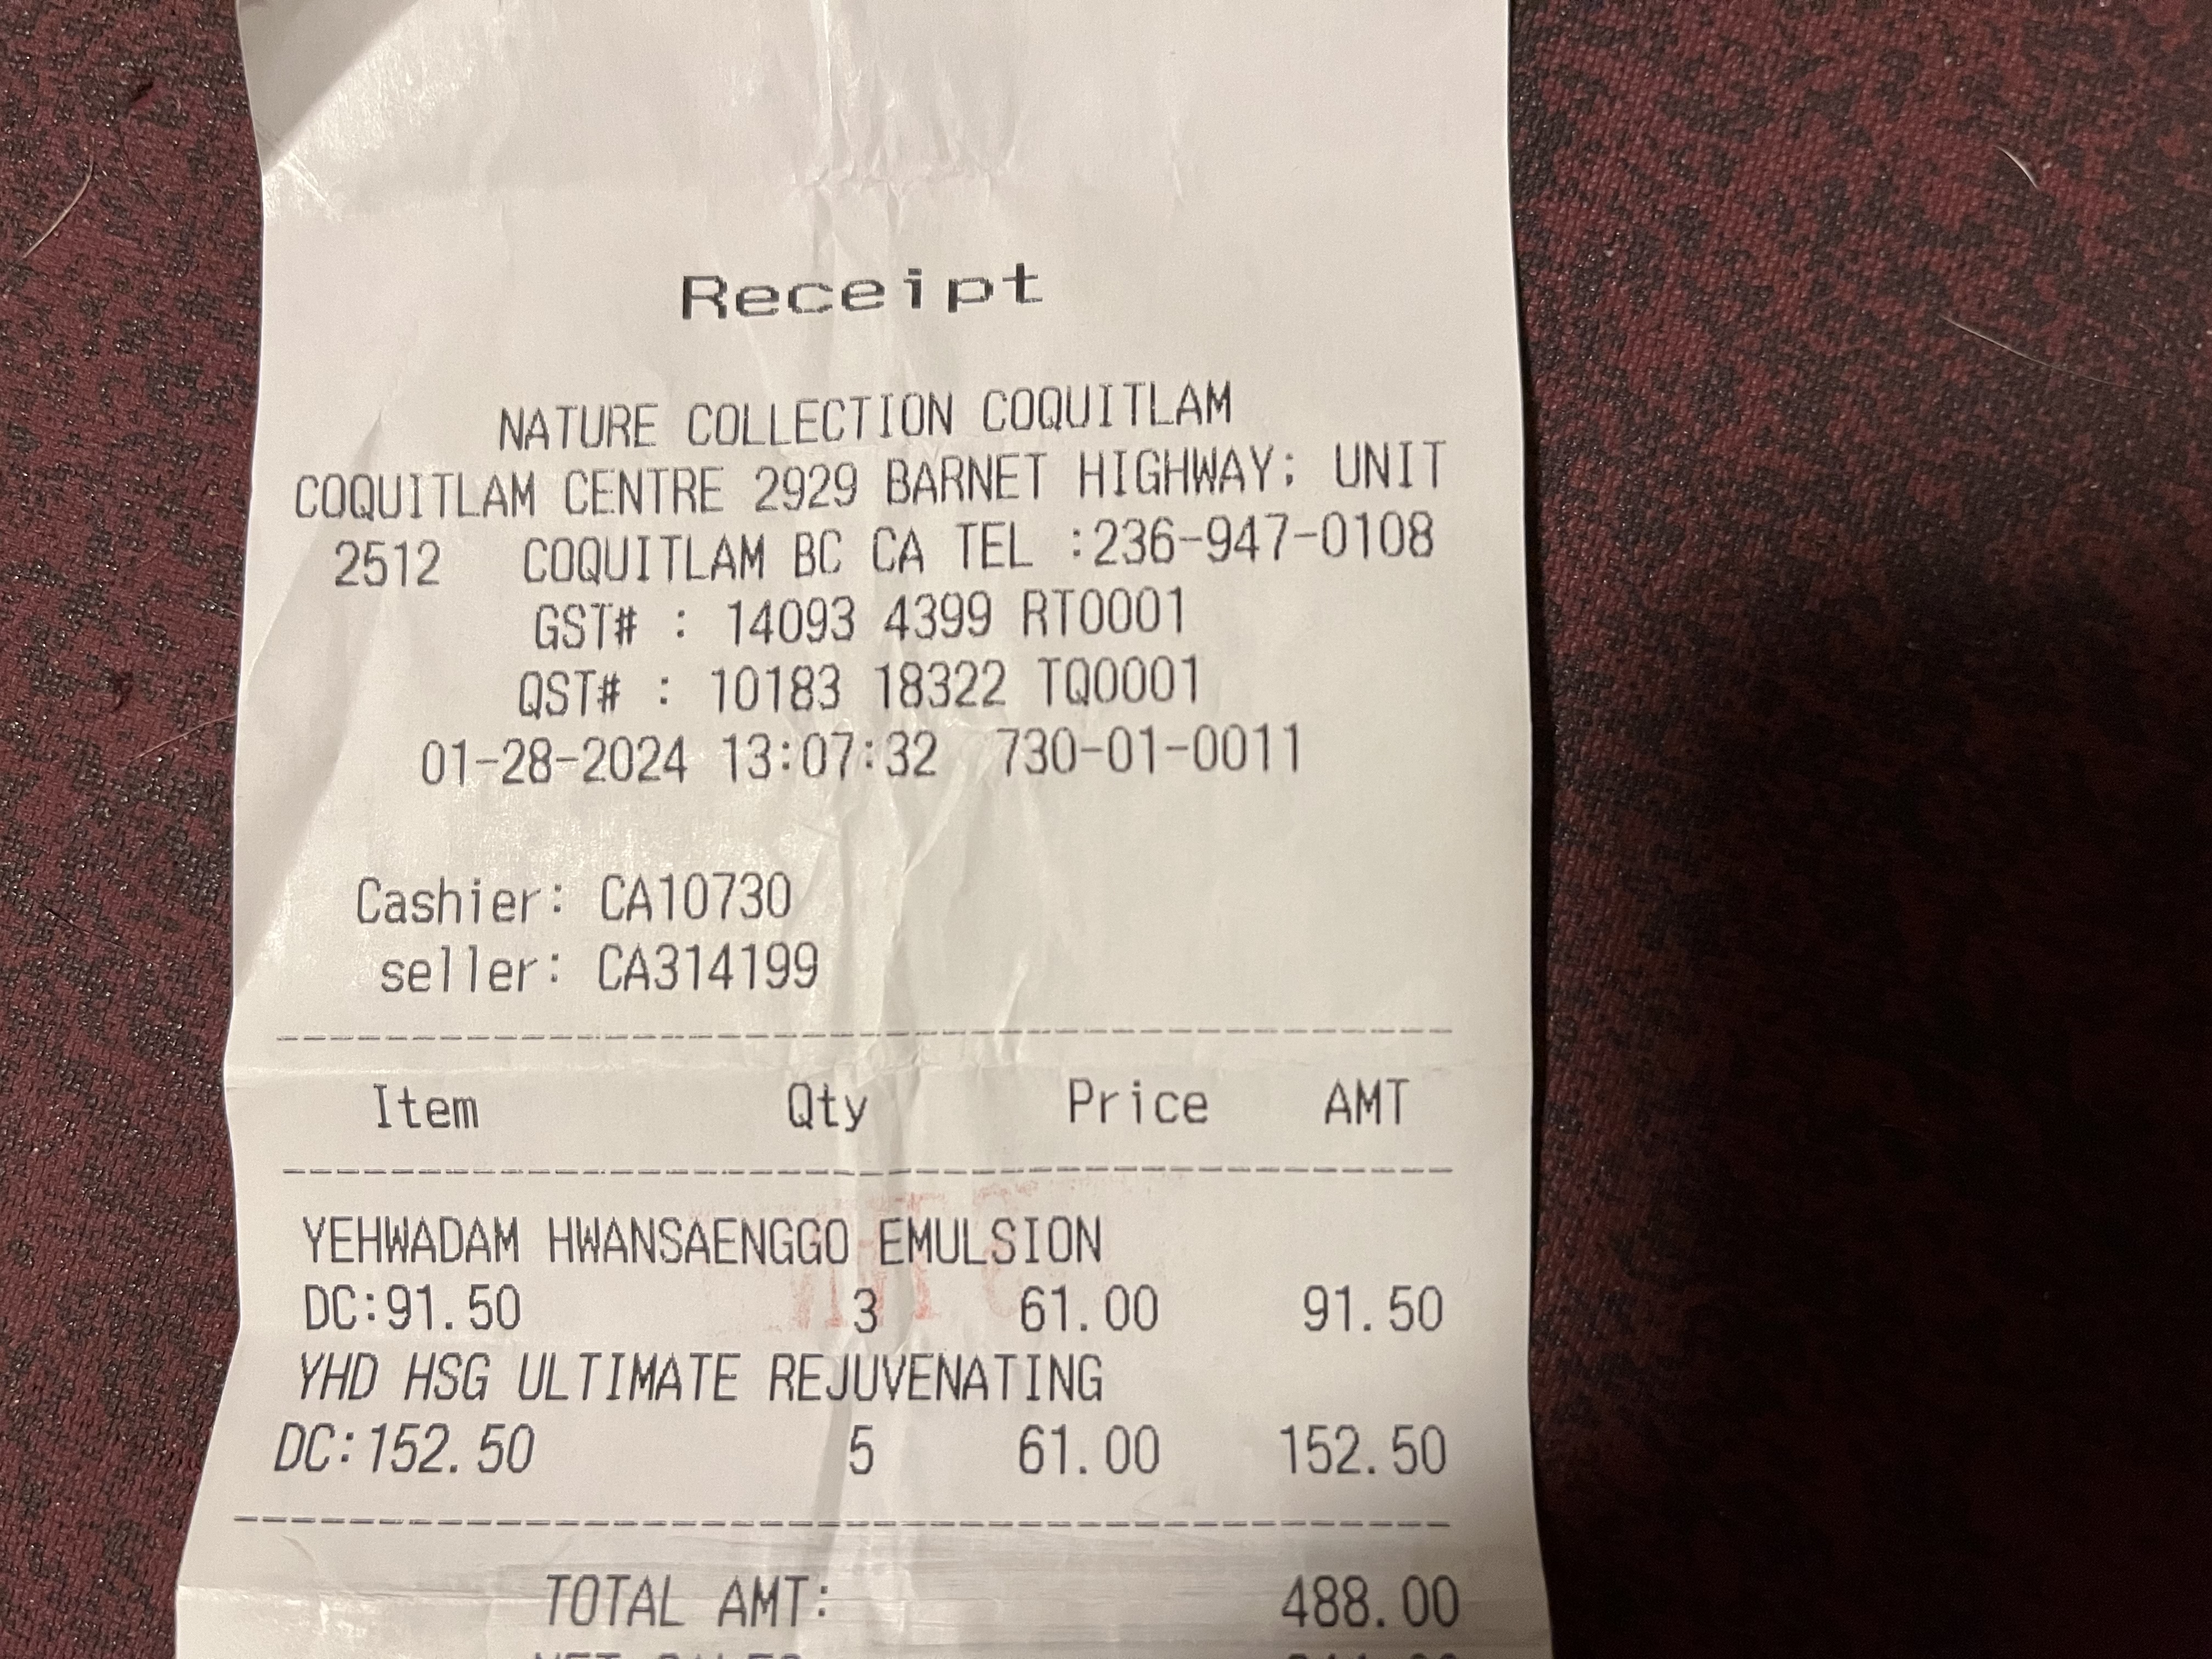 Receipt
NATURE COLLECTION COQUITLAM
COQUITLAM CENTRE 2929 BARNET HIGHWAY; UNIT
2512 COQUITLAM BC CA TEL :236-947-0108
GST# : 14093 4399 RT0001
QST# : 10183 18322 TQ0001
01-28-2024 13:07:32 730-01-0011
Cashier: CA10730
seller: CA314199
Item Qty Price AMT
YEHWADAM HWANSAENGGO EMULSION
DC:91.50 3 61.00 91.50
YHD HSG ULTIMATE REJUVENATING
DC:152.50 5 61.00 152.50
TOTAL AMT: 488.00